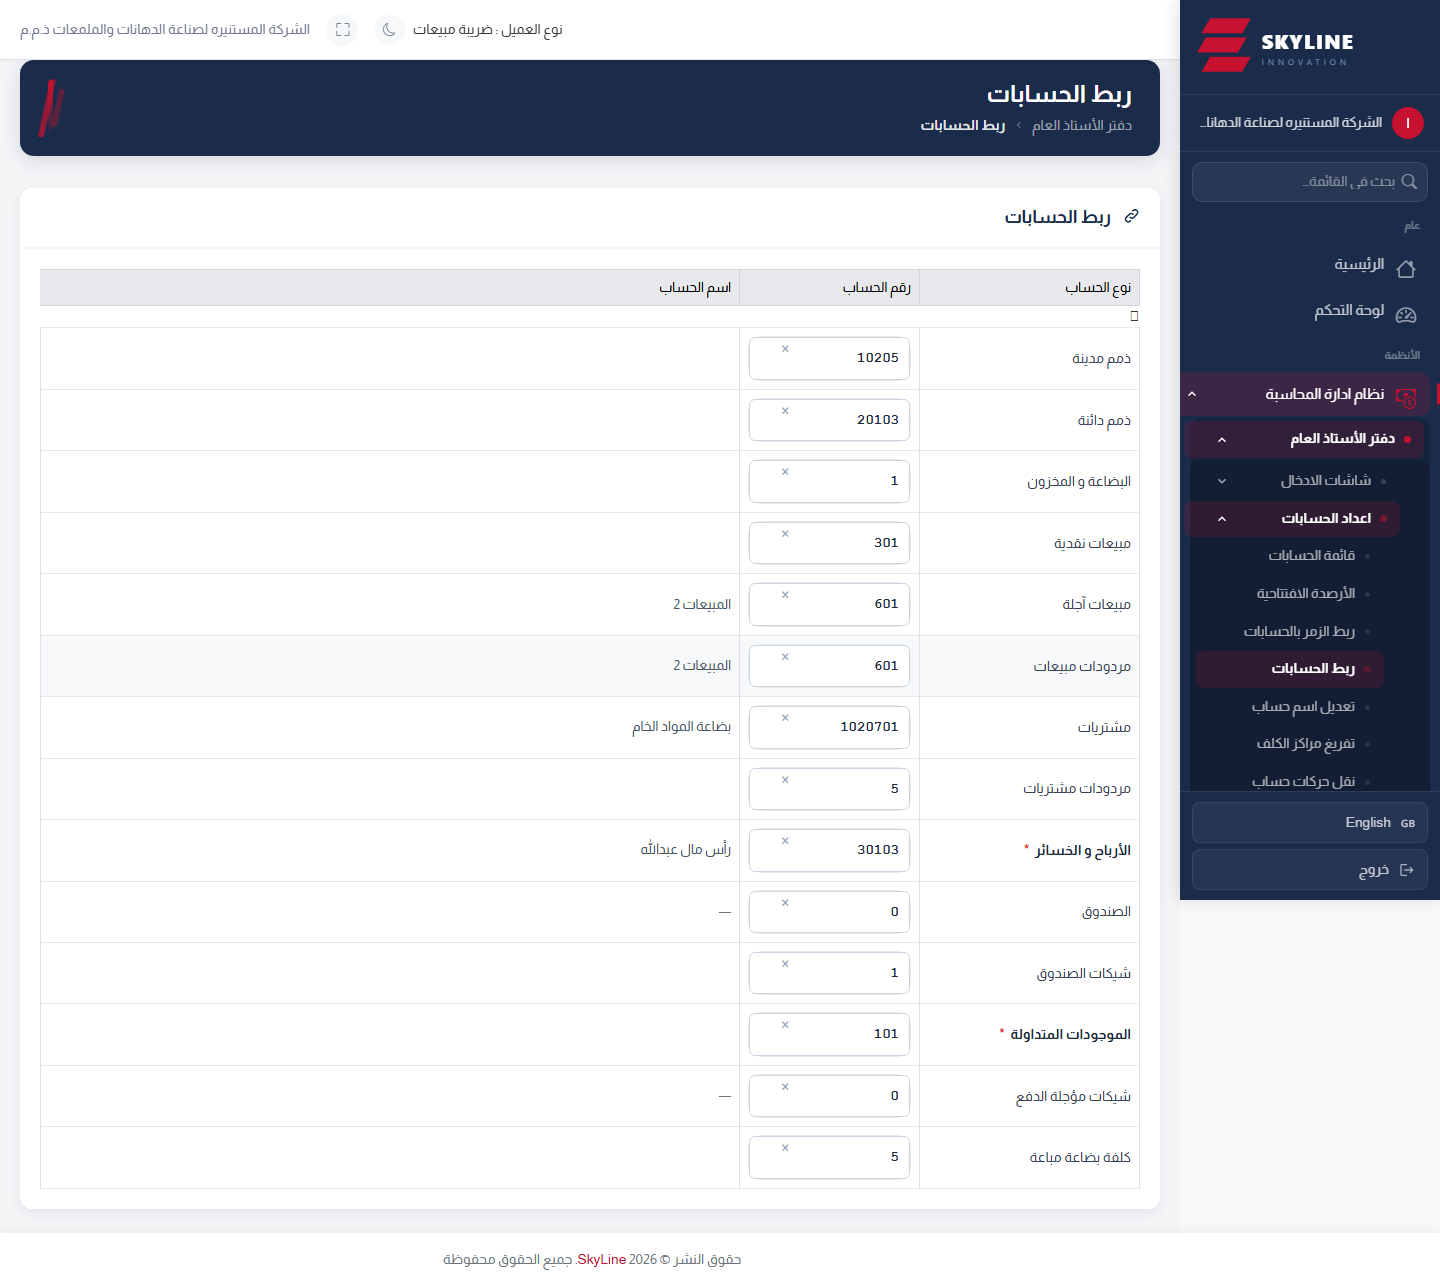 SKYLINE
INNOVATION
ا
الشركة المستنيره لصناعة الدهانا...
بحث في القائمة...
عام
الرئيسية
لوحة التحكم
الأنظمة
نظام ادارة المحاسبة
دفتر الأستاذ العام
شاشات الادخال
اعداد الحسابات
قائمة الحسابات
الأرصدة الافتتاحية
ربط الزمر بالحسابات
ربط الحسابات
تعديل اسم حساب
تفريغ مراكز الكلف
نقل حركات حساب
GB English
خروج
نوع العميل : ضريبة مبيعات
الشركة المستنيره لصناعة الدهانات والملمعات ذ.م.م
ربط الحسابات
دفتر الأستاذ العام › ربط الحسابات
ربط الحسابات
نوع الحساب رقم الحساب اسم الحساب
ذمم مدينة 10205 ×
ذمم دائنة 20103 ×
البضاعة و المخزون 1 ×
مبيعات نقدية 301 ×
مبيعات آجلة 601 × المبيعات 2
مردودات مبيعات 601 × المبيعات 2
مشتريات 1020701 × بضاعة المواد الخام
مردودات مشتريات 5 ×
الأرباح و الخسائر * 30103 × رأس مال عبدالله
الصندوق 0 × —
شيكات الصندوق 1 ×
الموجودات المتداولة * 101 ×
شيكات مؤجلة الدفع 0 × —
كلفة بضاعة مباعة 5 ×
حقوق النشر © 2026 SkyLine. جميع الحقوق محفوظة